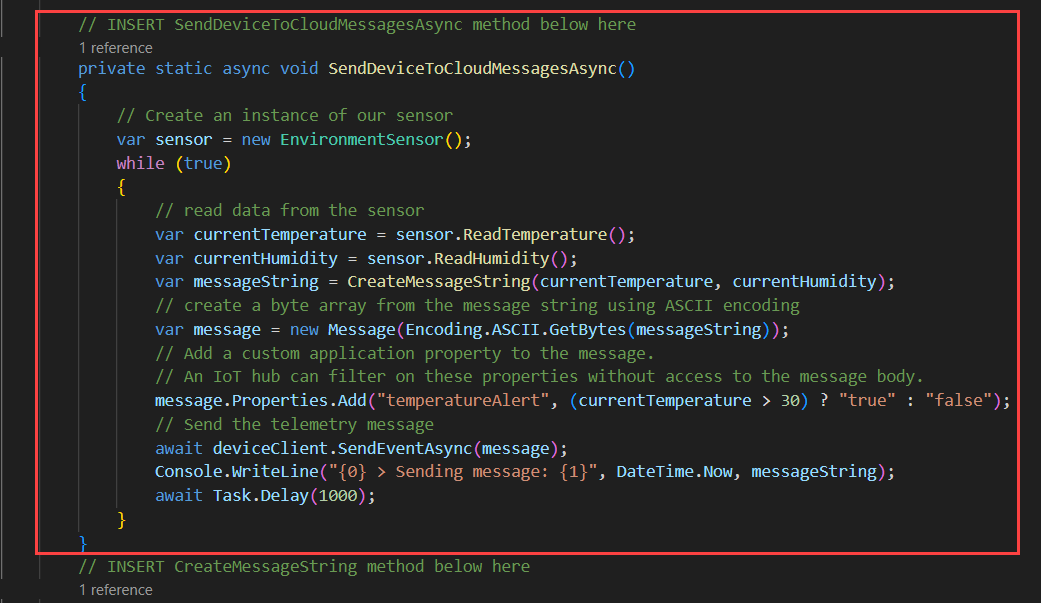 // INSERT SendDeviceToCloudMessagesAsync method below here
1 reference
private static async void SendDeviceToCloudMessagesAsync()
{
// Create an instance of our sensor
var sensor = new EnvironmentSensor();
while (true)
{
// read data from the sensor
var currentTemperature = sensor.ReadTemperature();
var currentHumidity = sensor.ReadHumidity();
var messageString = CreateMessageString(currentTemperature, currentHumidity);
// create a byte array from the message string using ASCII encoding
var message = new Message(Encoding.ASCII.GetBytes(messageString));
// Add a custom application property to the message.
// An IoT hub can filter on these properties without access to the message body.
message.Properties.Add("temperatureAlert", (currentTemperature > 30) ? "true" : "false");
// Send the telemetry message
await deviceClient.SendEventAsync(message);
Console.WriteLine("{0} > Sending message: {1}", DateTime.Now, messageString);
await Task.Delay(1000);
}
}
// INSERT CreateMessageString method below here
1 reference